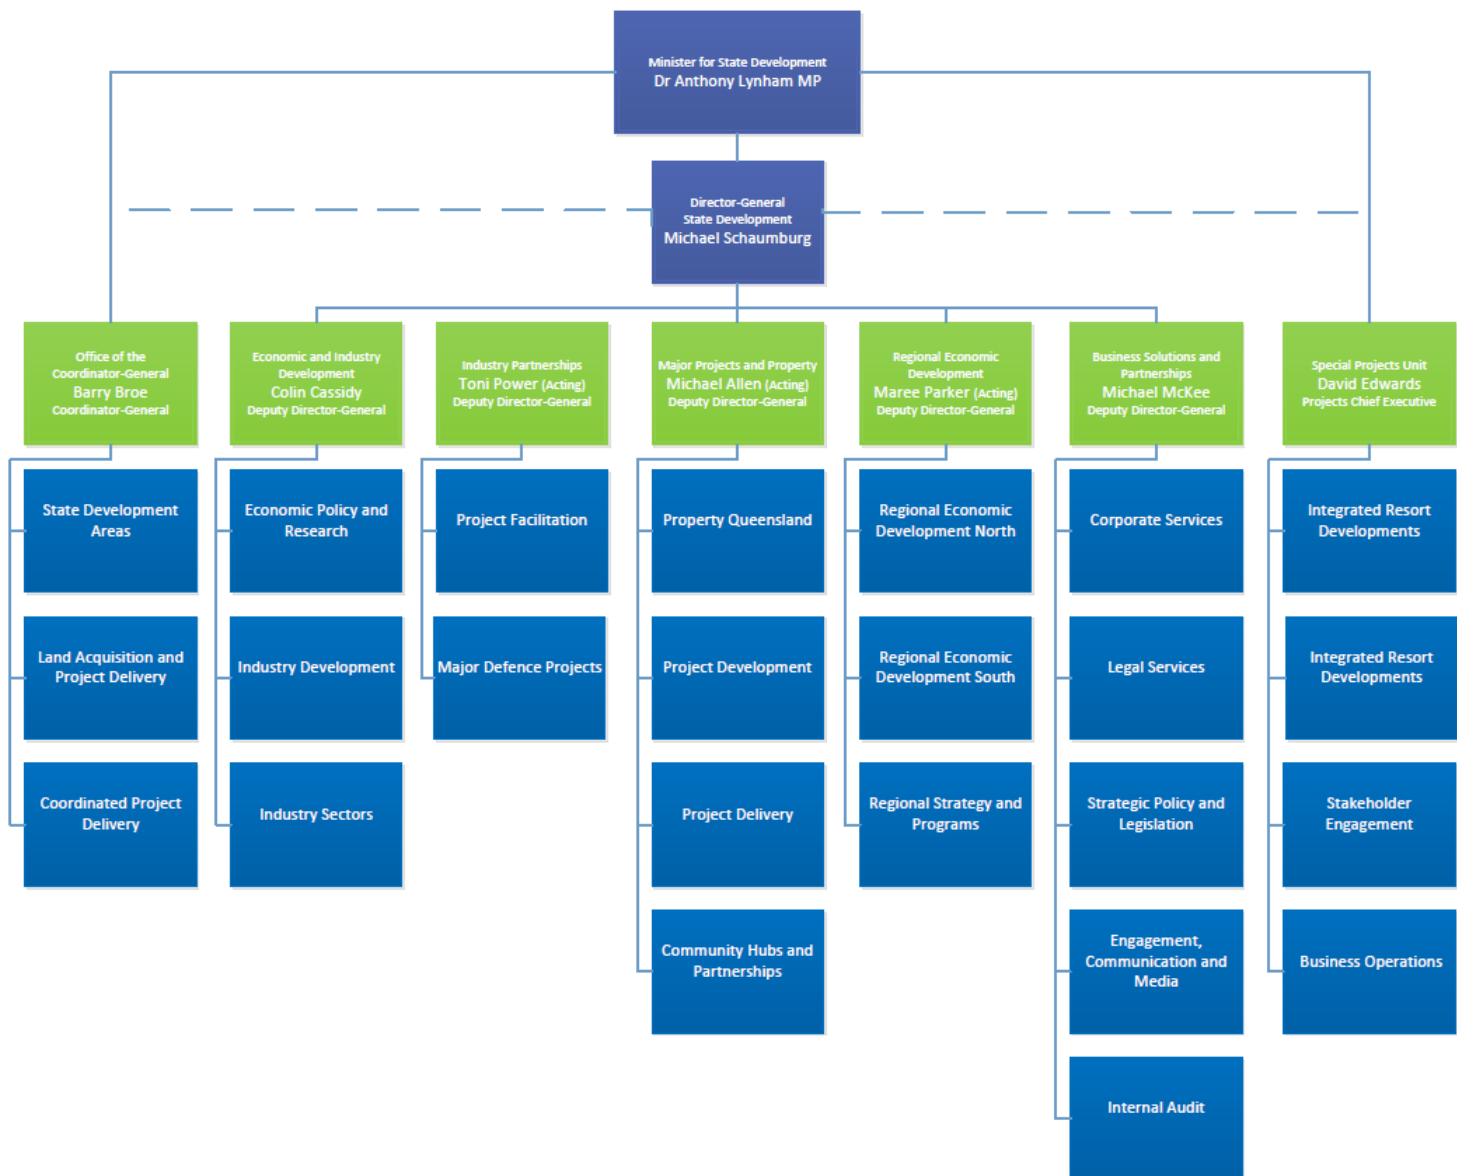 Minister for State Development
Dr Anthony Lynham MP
Director-General
State Development
Michael Schaumburg
Office of the
Coordinator-General
Barry Broe
Coordinator-General
Economic and Industry
Development
Colin Cassidy
Deputy Director-General
Industry Partnerships
Toni Power (Acting)
Deputy Director-General
Major Projects and Property
Michael Allen (Acting)
Deputy Director-General
Regional Economic
Development
Maree Parker (Acting)
Deputy Director-General
Business Solutions and
Partnerships
Michael McKee
Deputy Director-General
Special Projects Unit
David Edwards
Projects Chief Executive
State Development
Areas
Land Acquisition and
Project Delivery
Coordinated Project
Delivery
Economic Policy and
Research
Industry Development
Industry Sectors
Project Facilitation
Major Defence Projects
Property Queensland
Project Development
Project Delivery
Community Hubs and
Partnerships
Regional Economic
Development North
Regional Economic
Development South
Regional Strategy and
Programs
Corporate Services
Legal Services
Strategic Policy and
Legislation
Engagement,
Communication and
Media
Internal Audit
Integrated Resort
Developments
Integrated Resort
Developments
Stakeholder
Engagement
Business Operations